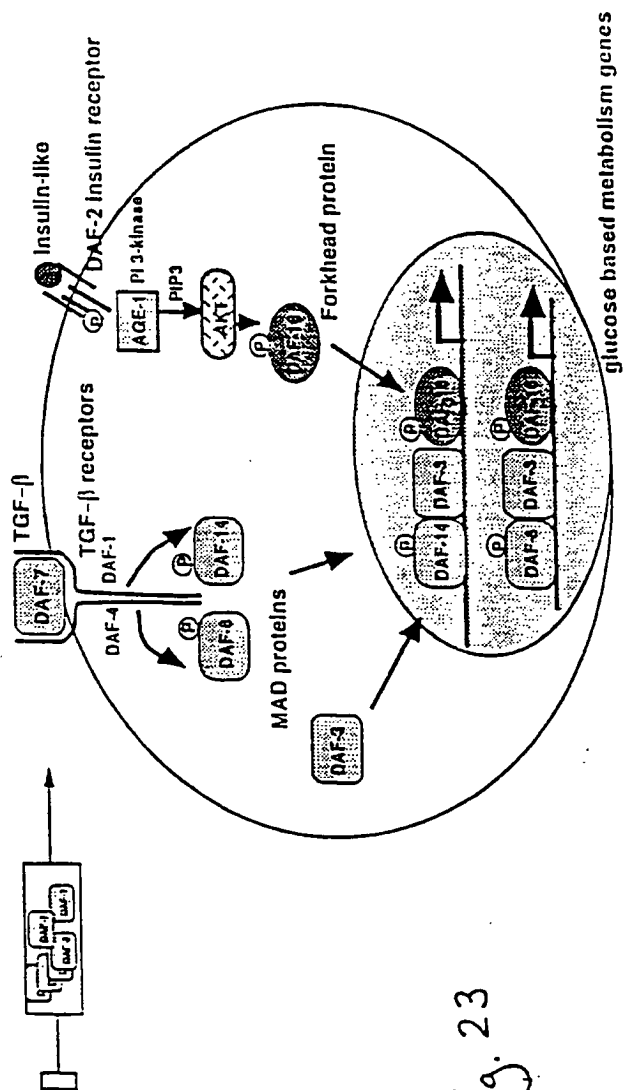 TGF-β
DAF-7
TGF-β receptors
DAF-4 DAF-1
P
P
DAF-8
DAF-14
MAD proteins
DAF-3
Insulin-like
DAF-2 Insulin receptor
P
AGE-1 PI 3-kinase
PIP3
AKT
P
DAF-16
Forkhead protein
P
P
DAF-14
DAF-3
DAF-16
P
P
DAF-8
DAF-3
DAF-16
glucose based metabolism genes
g. 23